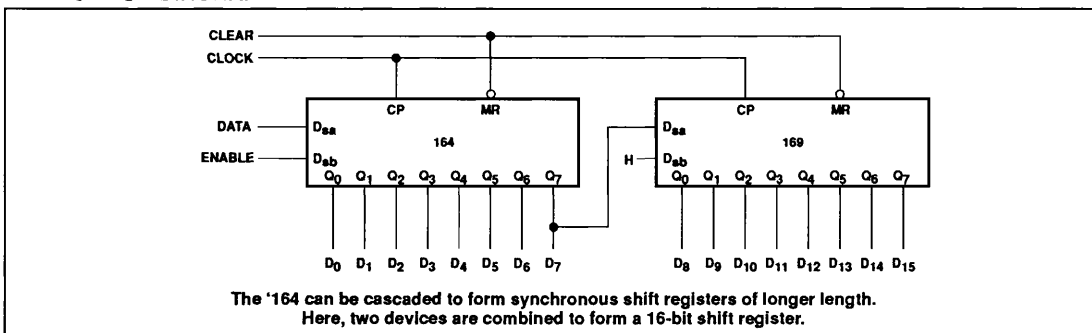 CLEAR
CLOCK
CP MR CP MR
DATA Dsa 164 Dsa 169
ENABLE Dsb H Dsb
Q0 Q1 Q2 Q3 Q4 Q5 Q6 Q7 Q0 Q1 Q2 Q3 Q4 Q5 Q6 Q7
D0 D1 D2 D3 D4 D5 D6 D7 D8 D9 D10 D11 D12 D13 D14 D15
The '164 can be cascaded to form synchronous shift registers of longer length.
Here, two devices are combined to form a 16-bit shift register.